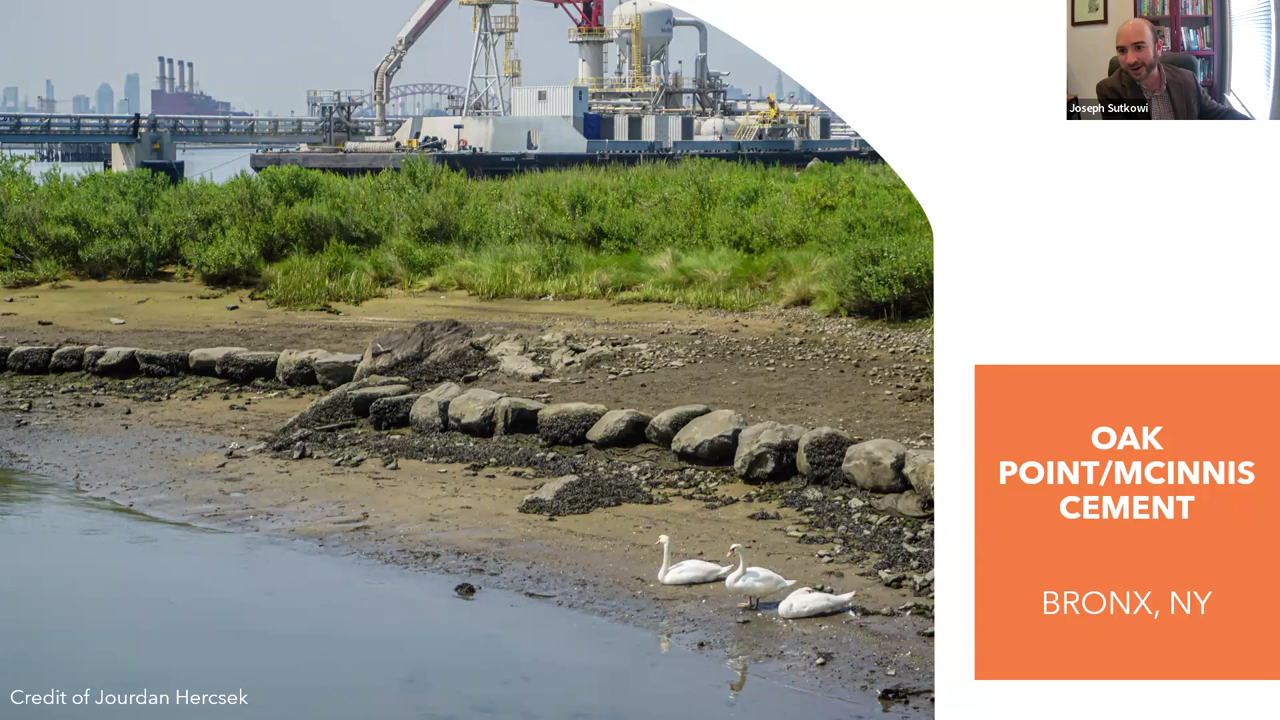 Joseph Sutkowi
OAK
POINT/MCINNIS
CEMENT
BRONX, NY
Credit of Jourdan Hercsek